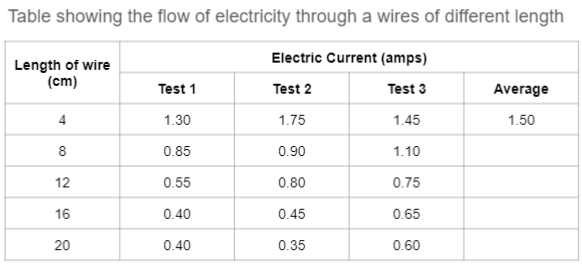 Table showing the flow of electricity through a wires of different length
Length of wire (cm) Electric Current (amps)
Test 1 Test 2 Test 3 Average
4 1.30 1.75 1.45 1.50
8 0.85 0.90 1.10
12 0.55 0.80 0.75
16 0.40 0.45 0.65
20 0.40 0.35 0.60